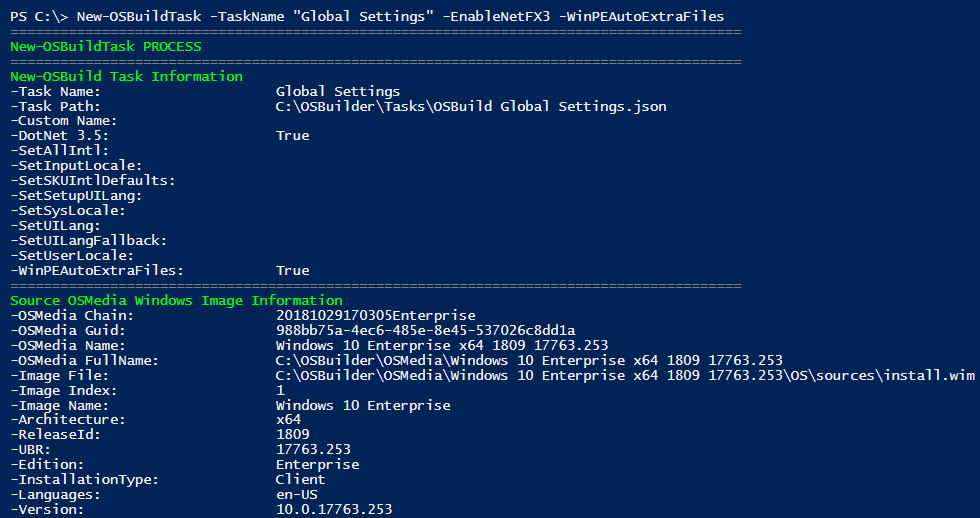 PS C:\> New-OSBuildTask -TaskName "Global Settings" -EnableNetFX3 -WinPEAutoExtraFiles
========================================================================================
New-OSBuildTask PROCESS
========================================================================================
New-OSBuild Task Information
-Task Name: Global Settings
-Task Path: C:\OSBuilder\Tasks\OSBuild Global Settings.json
-Custom Name:
-DotNet 3.5: True
-SetAllIntl:
-SetInputLocale:
-SetSKUIntlDefaults:
-SetSetupUILang:
-SetSysLocale:
-SetUILang:
-SetUILangFallback:
-SetUserLocale:
-WinPEAutoExtraFiles: True
========================================================================================
Source OSMedia Windows Image Information
-OSMedia Chain: 20181029170305Enterprise
-OSMedia Guid: 988bb75a-4ec6-485e-8e45-537026c8dd1a
-OSMedia Name: Windows 10 Enterprise x64 1809 17763.253
-OSMedia FullName: C:\OSBuilder\OSMedia\Windows 10 Enterprise x64 1809 17763.253
-Image File: C:\OSBuilder\OSMedia\Windows 10 Enterprise x64 1809 17763.253\OS\sources\install.wim
-Image Index: 1
-Image Name: Windows 10 Enterprise
-Architecture: x64
-ReleaseId: 1809
-UBR: 17763.253
-Edition: Enterprise
-InstallationType: Client
-Languages: en-US
-Version: 10.0.17763.253